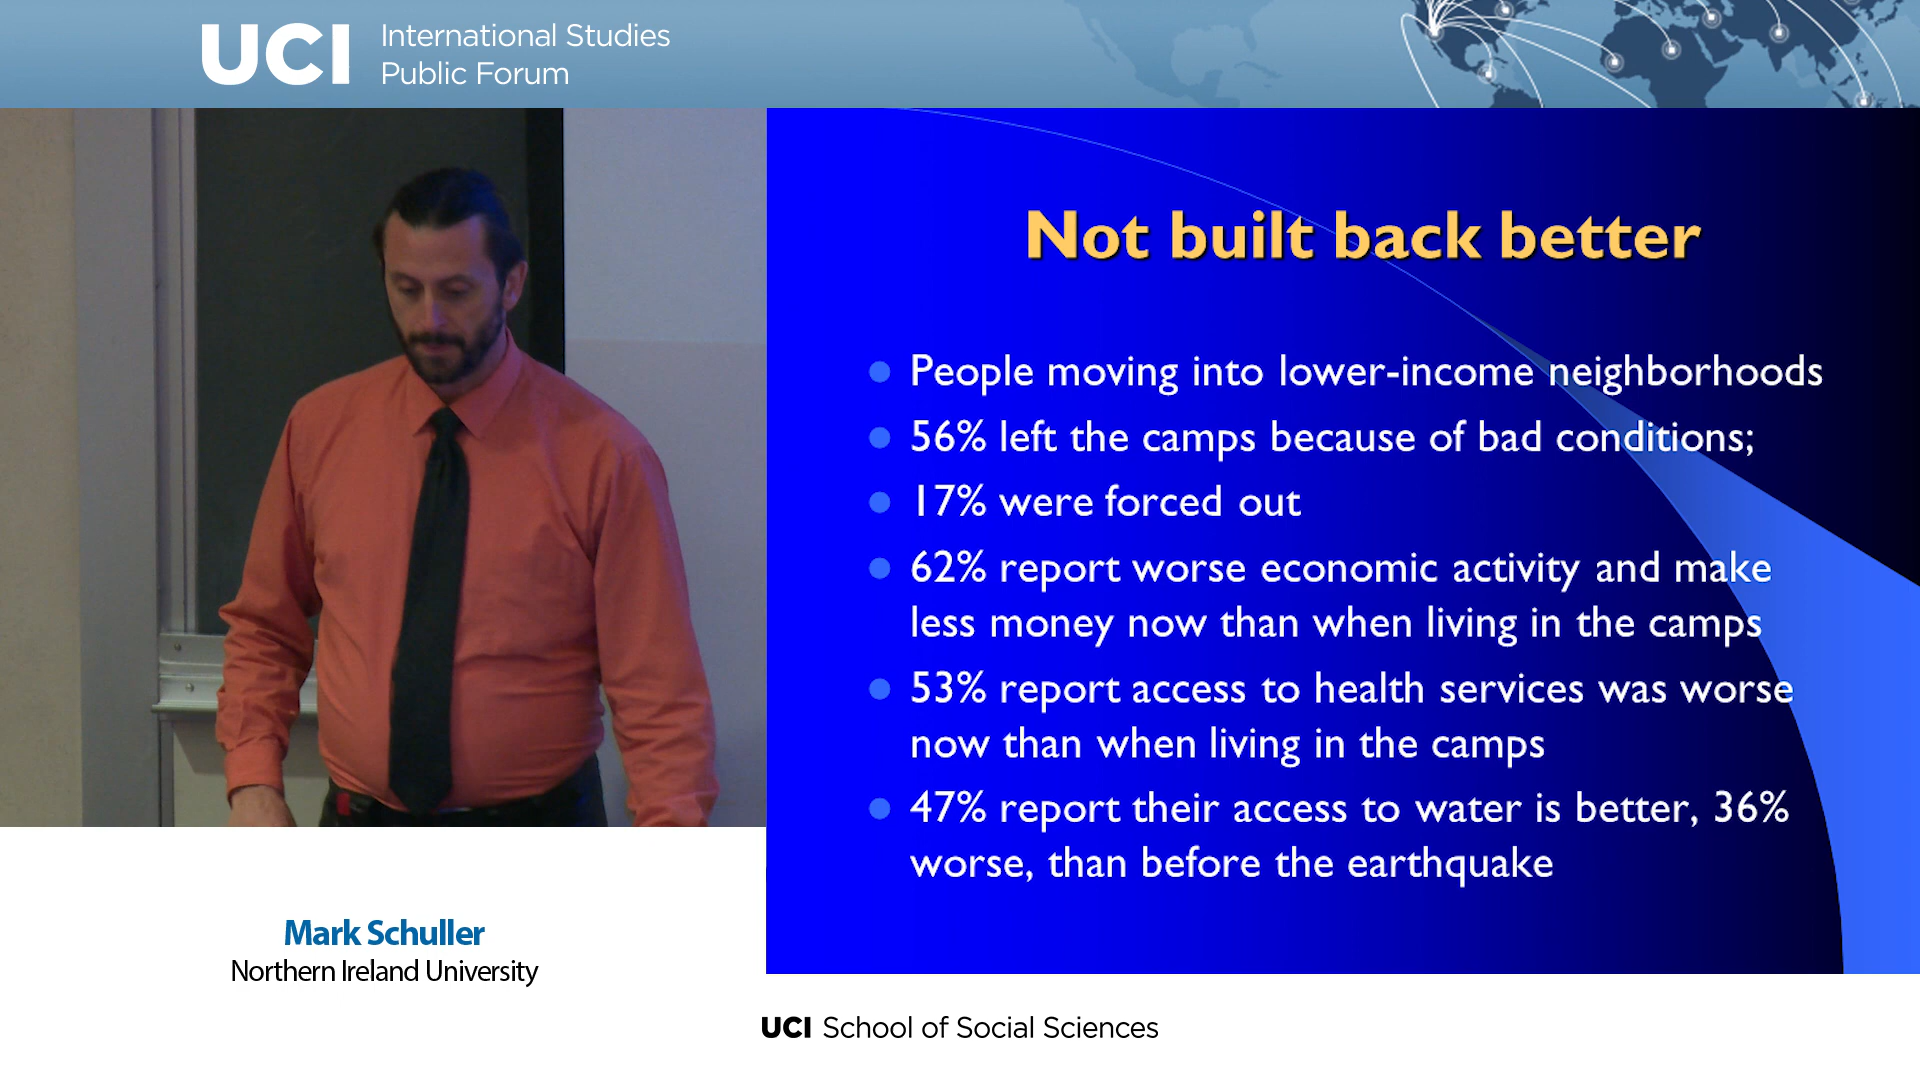 UCI International Studies
Public Forum
Not built back better
People moving into lower-income neighborhoods
56% left the camps because of bad conditions;
17% were forced out
62% report worse economic activity and make
less money now than when living in the camps
53% report access to health services was worse
now than when living in the camps
47% report their access to water is better, 36%
worse, than before the earthquake
Mark Schuller
Northern Ireland University
UCI School of Social Sciences